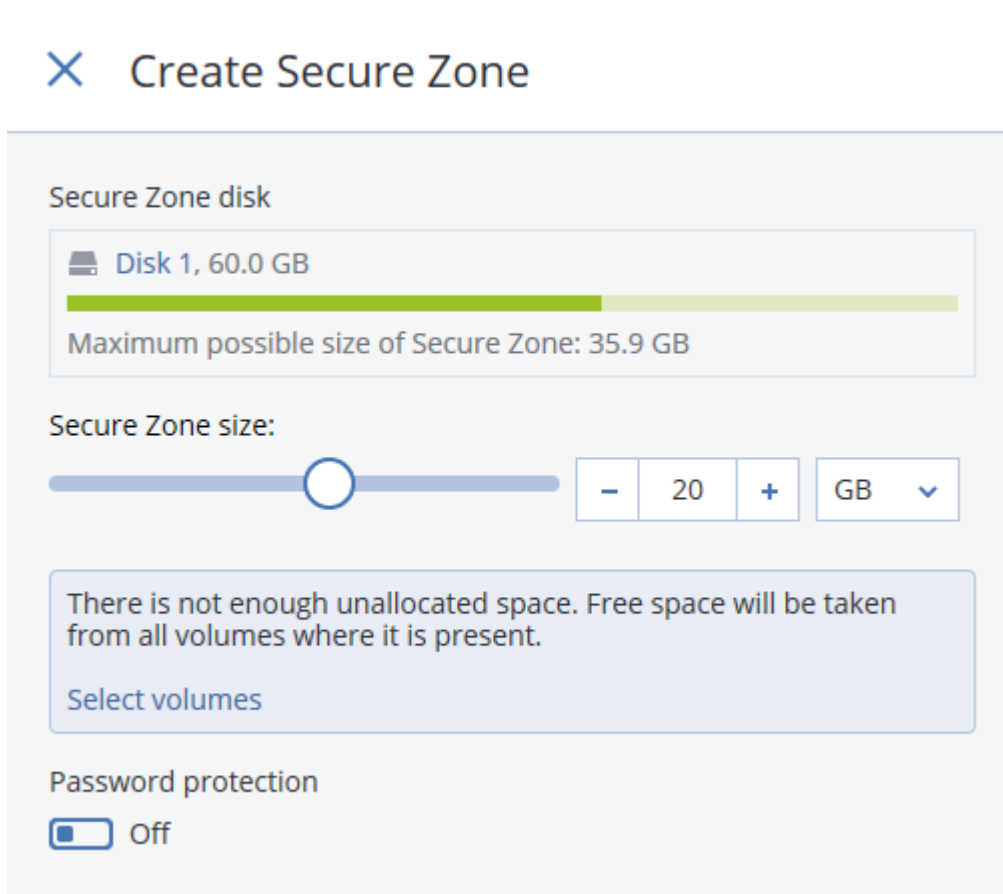 Create Secure Zone
Secure Zone disk
Disk 1, 60.0 GB
Maximum possible size of Secure Zone: 35.9 GB
Secure Zone size:
– 20 + GB
There is not enough unallocated space. Free space will be taken
from all volumes where it is present.
Select volumes
Password protection
Off